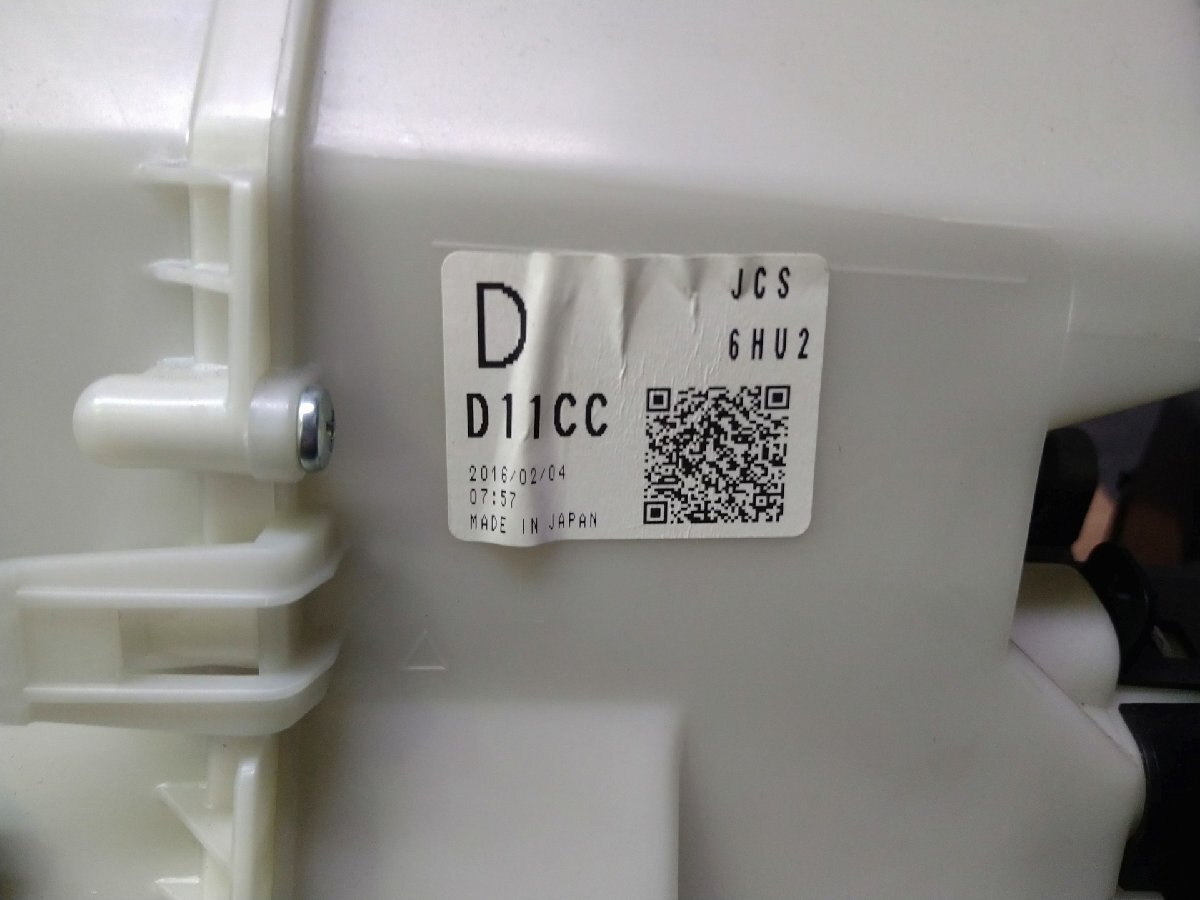 D
JCS
6HU2
D11CC
2016/02/04
07:57
MADE IN JAPAN